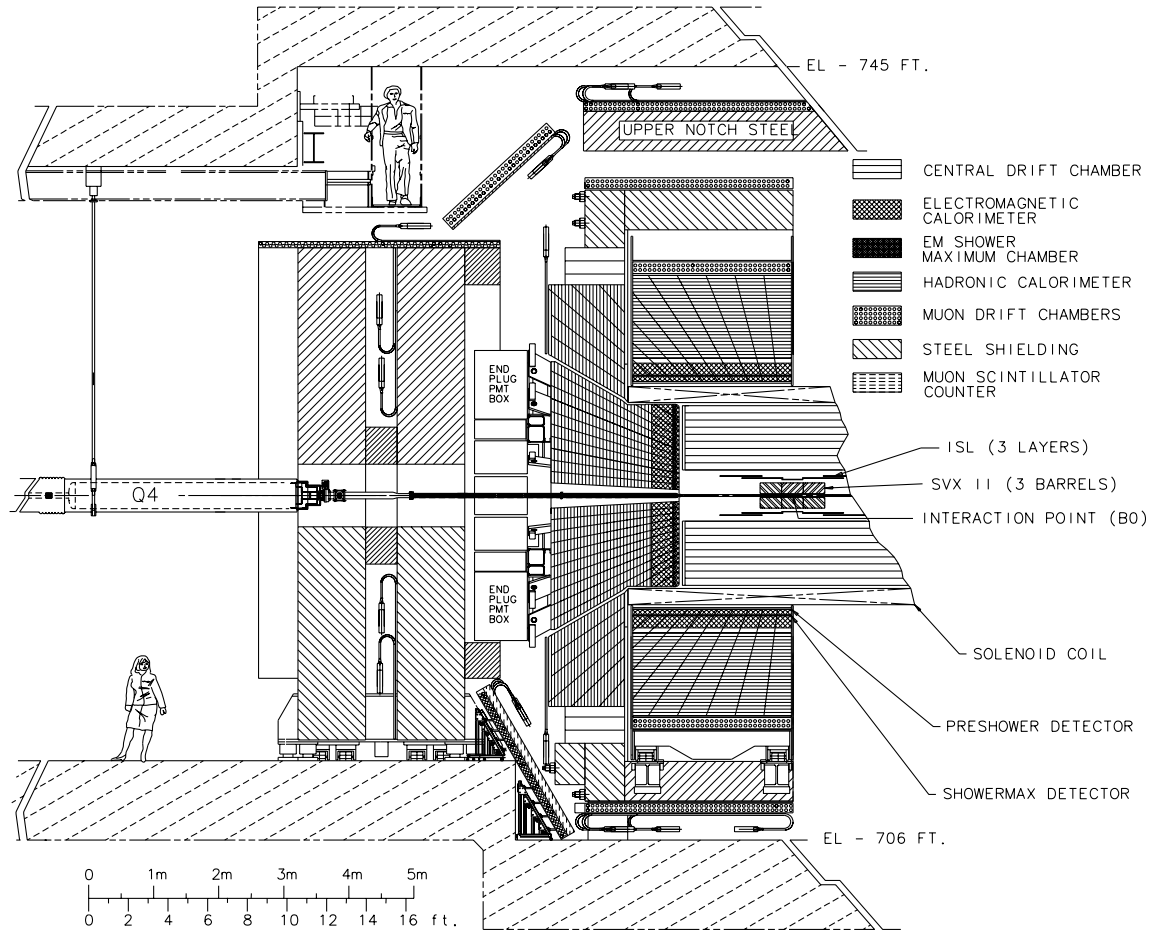 EL - 745 FT.
UPPER NOTCH STEEL
CENTRAL DRIFT CHAMBER
ELECTROMAGNETIC
CALORIMETER
EM SHOWER
MAXIMUM CHAMBER
HADRONIC CALORIMETER
MUON DRIFT CHAMBERS
STEEL SHIELDING
MUON SCINTILLATOR
COUNTER
END
PLUG
PMT
BOX
ISL (3 LAYERS)
SVX II (3 BARRELS)
Q4
INTERACTION POINT (B0)
END
PLUG
PMT
BOX
SOLENOID COIL
PRESHOWER DETECTOR
SHOWERMAX DETECTOR
EL - 706 FT.
0 1m 2m 3m 4m 5m
0 2 4 6 8 10 12 14 16 ft.